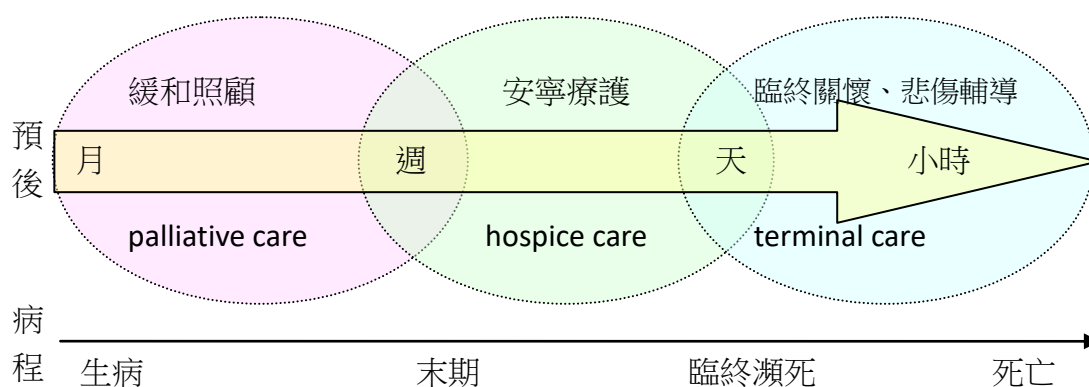 緩和照顧 安寧療護 臨終關懷、悲傷輔導
預後 月 週 天 小時
palliative care hospice care terminal care
病程
生病 末期 臨終瀕死 死亡